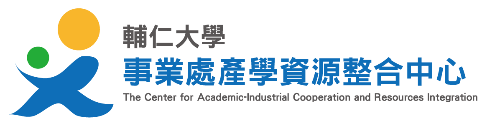 輔仁大學
事業處產學資源整合中心
The Center for Academic-Industrial Cooperation and Resources Integration